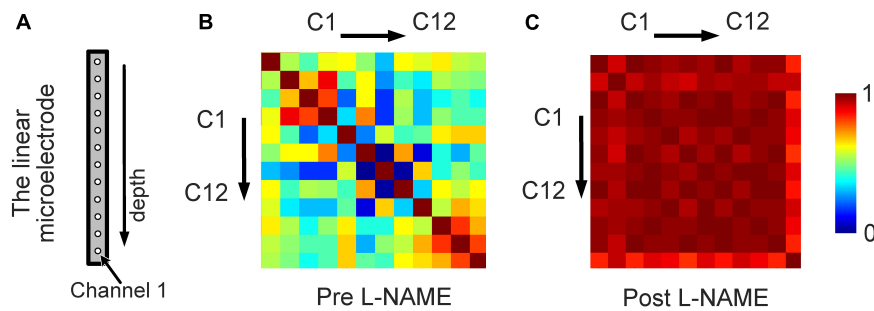 A
The linear
microelectrode
depth
Channel 1
B
C1
C12
C1
C12
Pre L-NAME
C
C1
C12
C1
C12
Post L-NAME
1
0